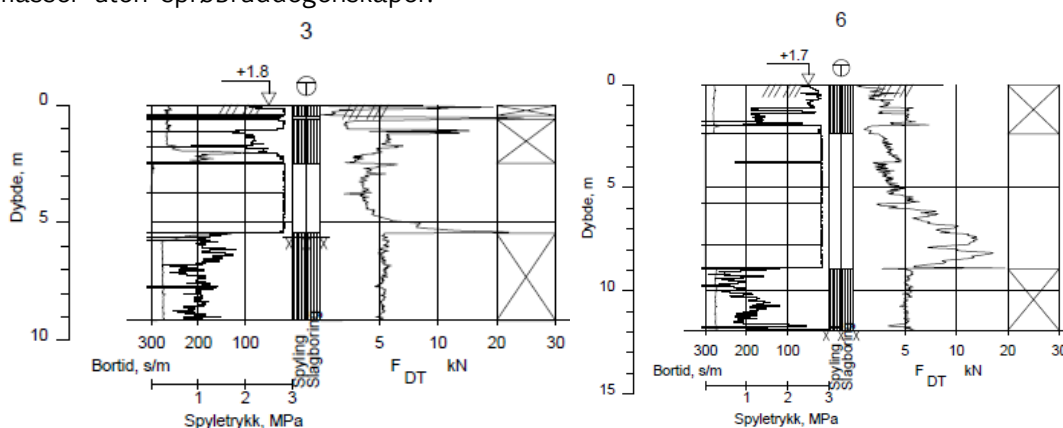 masser uten sprøbruddegenskaper.
3
+1.8
T
0
5
10
Dybde, m
300 200 100
5 10 20 30
Bortid, s/m
Spyling
Slagboring
F DT kN
1 2 3
Spyletrykk, MPa
6
+1.7
T
0
5
10
15
Dybde, m
300 200 100
5 10 20 30
Bortid, s/m
Spyling
Slagboring
F DT kN
1 2 3
Spyletrykk, MPa